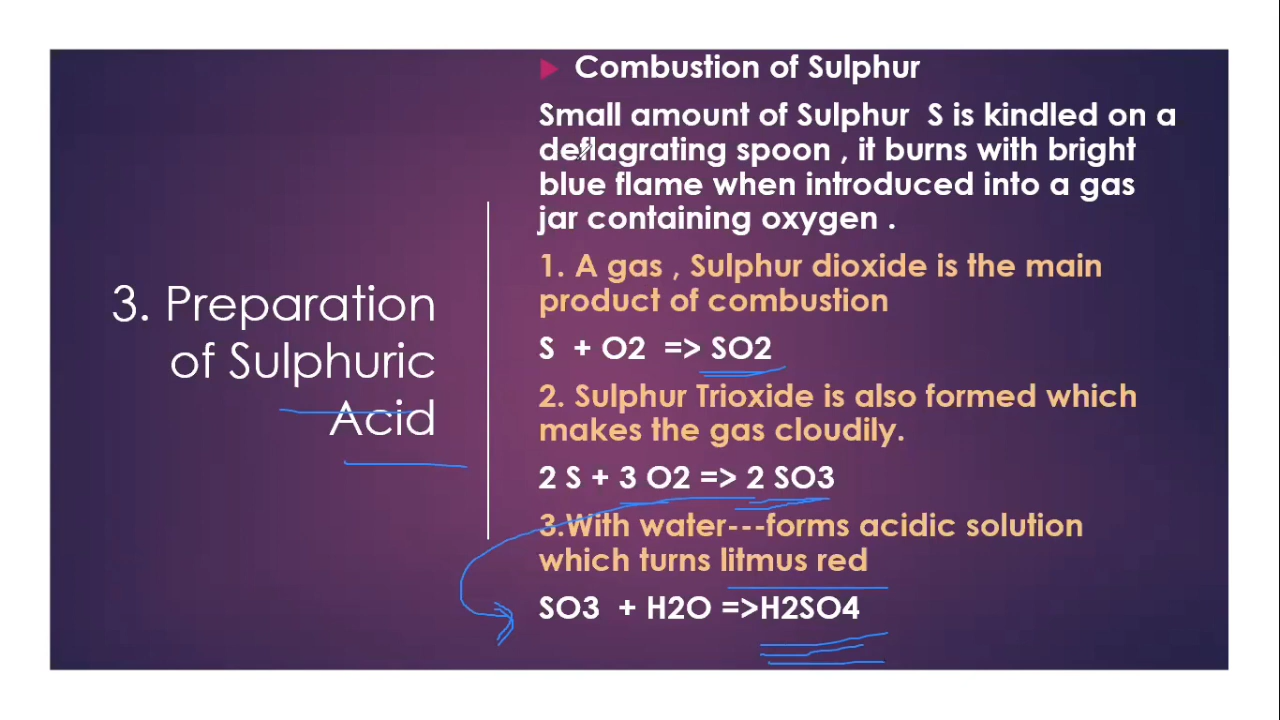 3. Preparation
of Sulphuric
Acid
Combustion of Sulphur
Small amount of Sulphur S is kindled on a
deflagrating spoon , it burns with bright
blue flame when introduced into a gas
jar containing oxygen .
1. A gas , Sulphur dioxide is the main
product of combustion
S + O2 => SO2
2. Sulphur Trioxide is also formed which
makes the gas cloudily.
2 S + 3 O2 => 2 SO3
3.With water---forms acidic solution
which turns litmus red
SO3 + H2O =>H2SO4